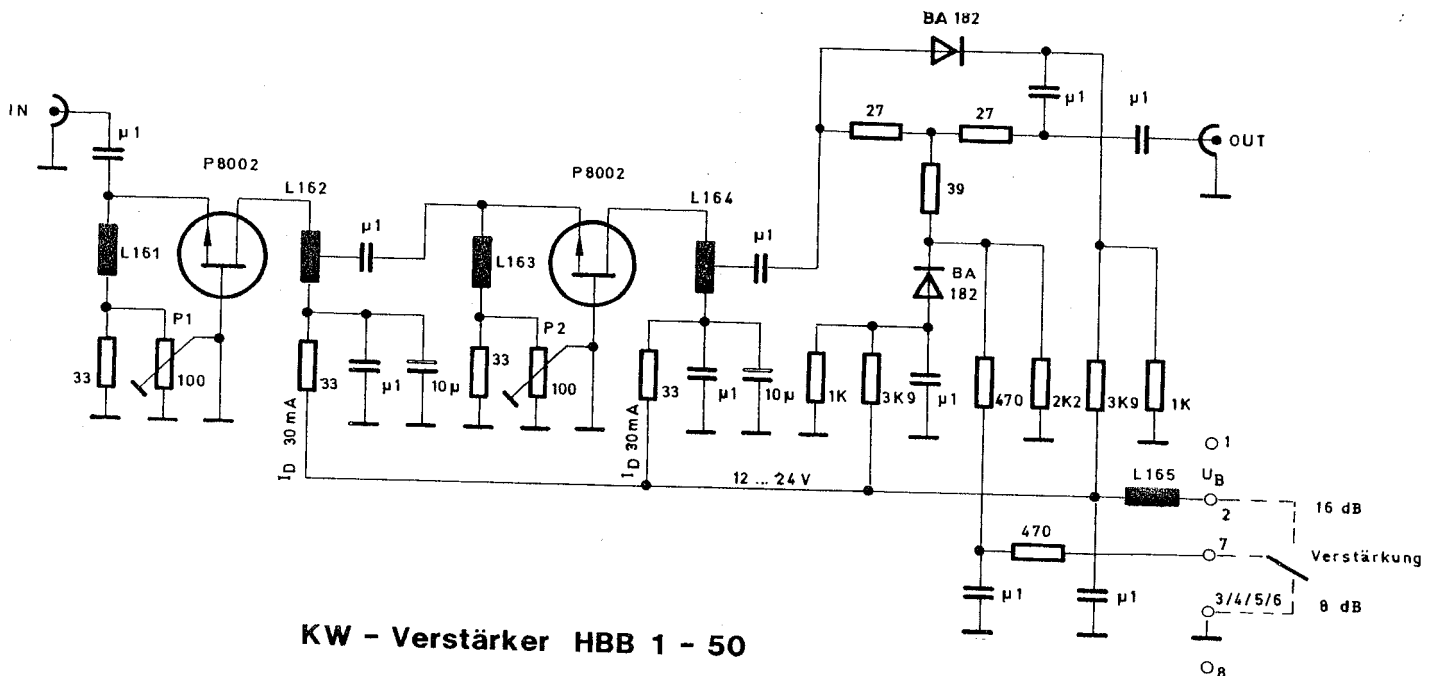 BA 182
IN
µ1
µ1
µ1
27
27
OUT
P8002
P8002
L162
L164
39
µ1
µ1
L161
L163
BA
182
P1
P2
33
100
33
µ1
10µ
33
100
33
µ1
10µ
1K
3K9
µ1
470
2K2
3K9
1K
I D 30 mA
I D 30 mA
12 ... 24 V
1
L165
U B
2
16 dB
470
7
Verstärkung
µ1
µ1
3/4/5/6
8 dB
8
KW - Verstärker HBB 1 - 50